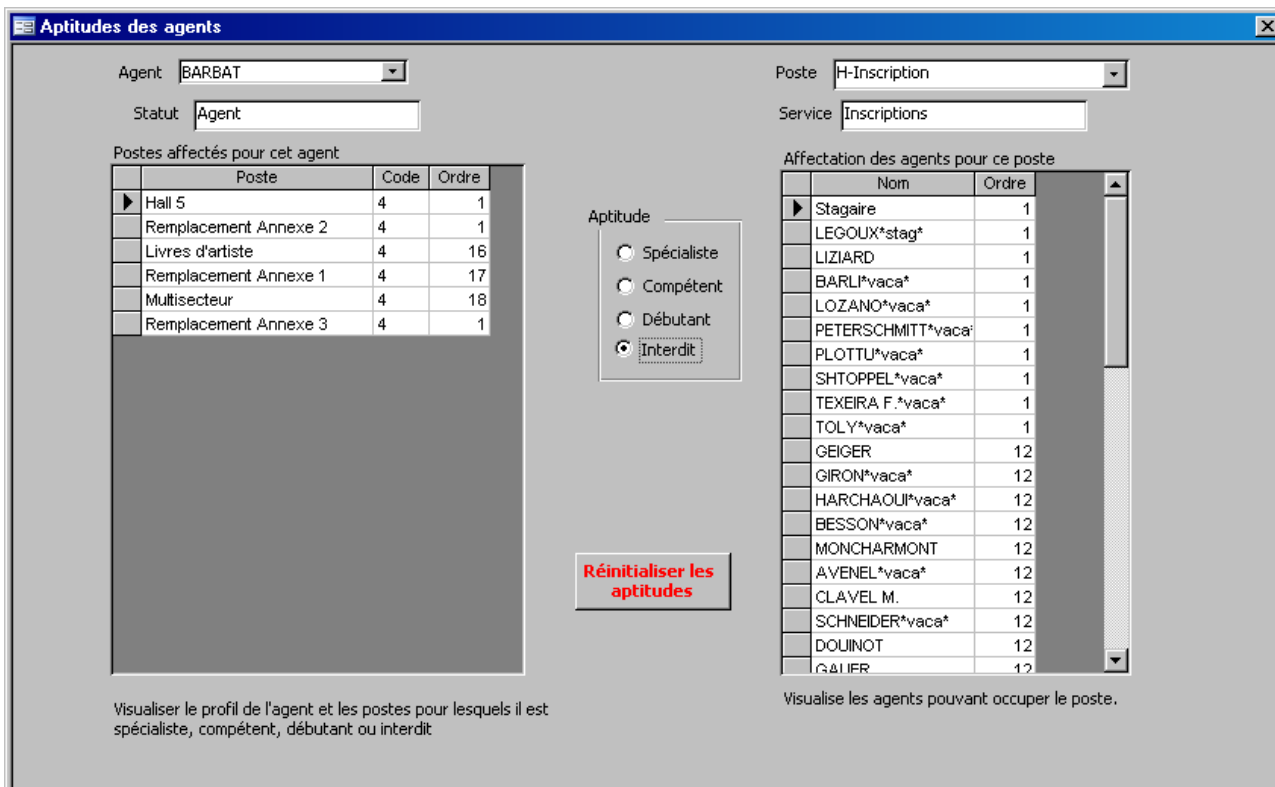 Aptitudes des agents
Agent BARBAT
Poste H-Inscription
Statut Agent
Service Inscriptions
Postes affectés pour cet agent
Poste Code Ordre
Hall 5 4 1
Remplacement Annexe 2 4 1
Livres d'artiste 4 16
Remplacement Annexe 1 4 17
Multisecteur 4 18
Remplacement Annexe 3 4 1
Aptitude
Spécialiste
Compétent
Débutant
Interdit
Réinitialiser les
aptitudes
Affectation des agents pour ce poste
Nom Ordre
Stagaire 1
LEGOUX*stag* 1
LIZIARD 1
BARLI*vaca* 1
LOZANO*vaca* 1
PETERSCHMITT*vaca* 1
PLOTTU*vaca* 1
SHTOPPEL*vaca* 1
TEXEIRA F.*vaca* 1
TOLY*vaca* 1
GEIGER 12
GIRON*vaca* 12
HARCHAOUI*vaca* 12
BESSON*vaca* 12
MONCHARMONT 12
AVENEL*vaca* 12
CLAVEL M. 12
SCHNEIDER*vaca* 12
DOUINOT 12
GAUER 12
Visualiser le profil de l'agent et les postes pour lesquels il est
spécialiste, compétent, débutant ou interdit
Visualise les agents pouvant occuper le poste.